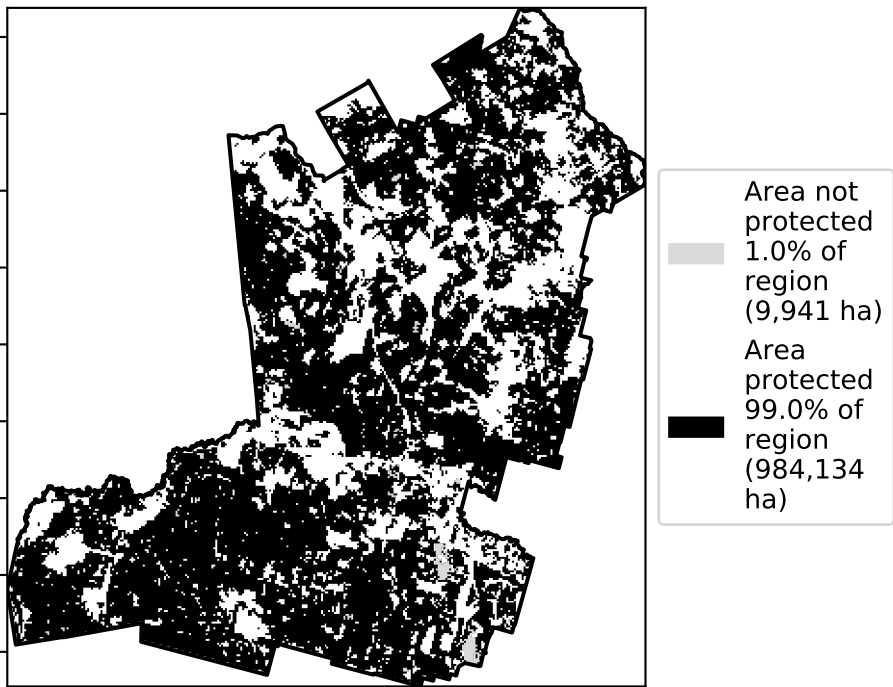 Area not
protected
1.0% of
region
(9,941 ha)
Area
protected
99.0% of
region
(984,134
ha)